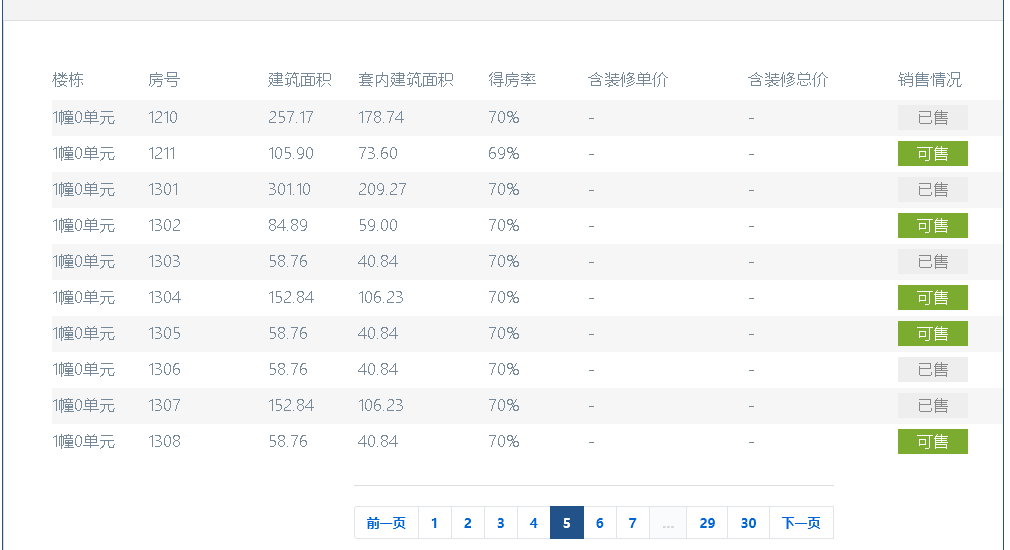 楼栋 房号 建筑面积 套内建筑面积 得房率 含装修单价 含装修总价 销售情况
1幢0单元 1210 257.17 178.74 70% - - 已售
1幢0单元 1211 105.90 73.60 69% - - 可售
1幢0单元 1301 301.10 209.27 70% - - 已售
1幢0单元 1302 84.89 59.00 70% - - 可售
1幢0单元 1303 58.76 40.84 70% - - 已售
1幢0单元 1304 152.84 106.23 70% - - 可售
1幢0单元 1305 58.76 40.84 70% - - 可售
1幢0单元 1306 58.76 40.84 70% - - 已售
1幢0单元 1307 152.84 106.23 70% - - 已售
1幢0单元 1308 58.76 40.84 70% - - 可售
前一页 1 2 3 4 5 6 7 ... 29 30 下一页